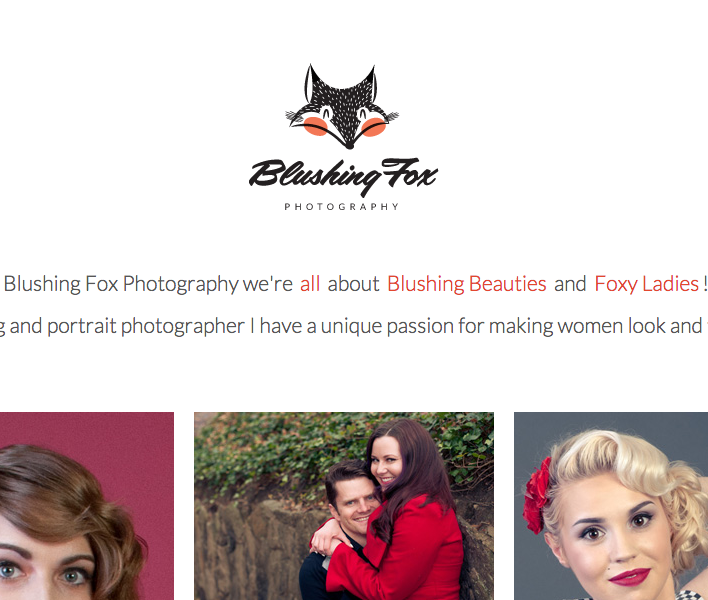 Blushing Fox
PHOTOGRAPHY
Blushing Fox Photography we're all about Blushing Beauties and Foxy Ladies!
and portrait photographer I have a unique passion for making women look and